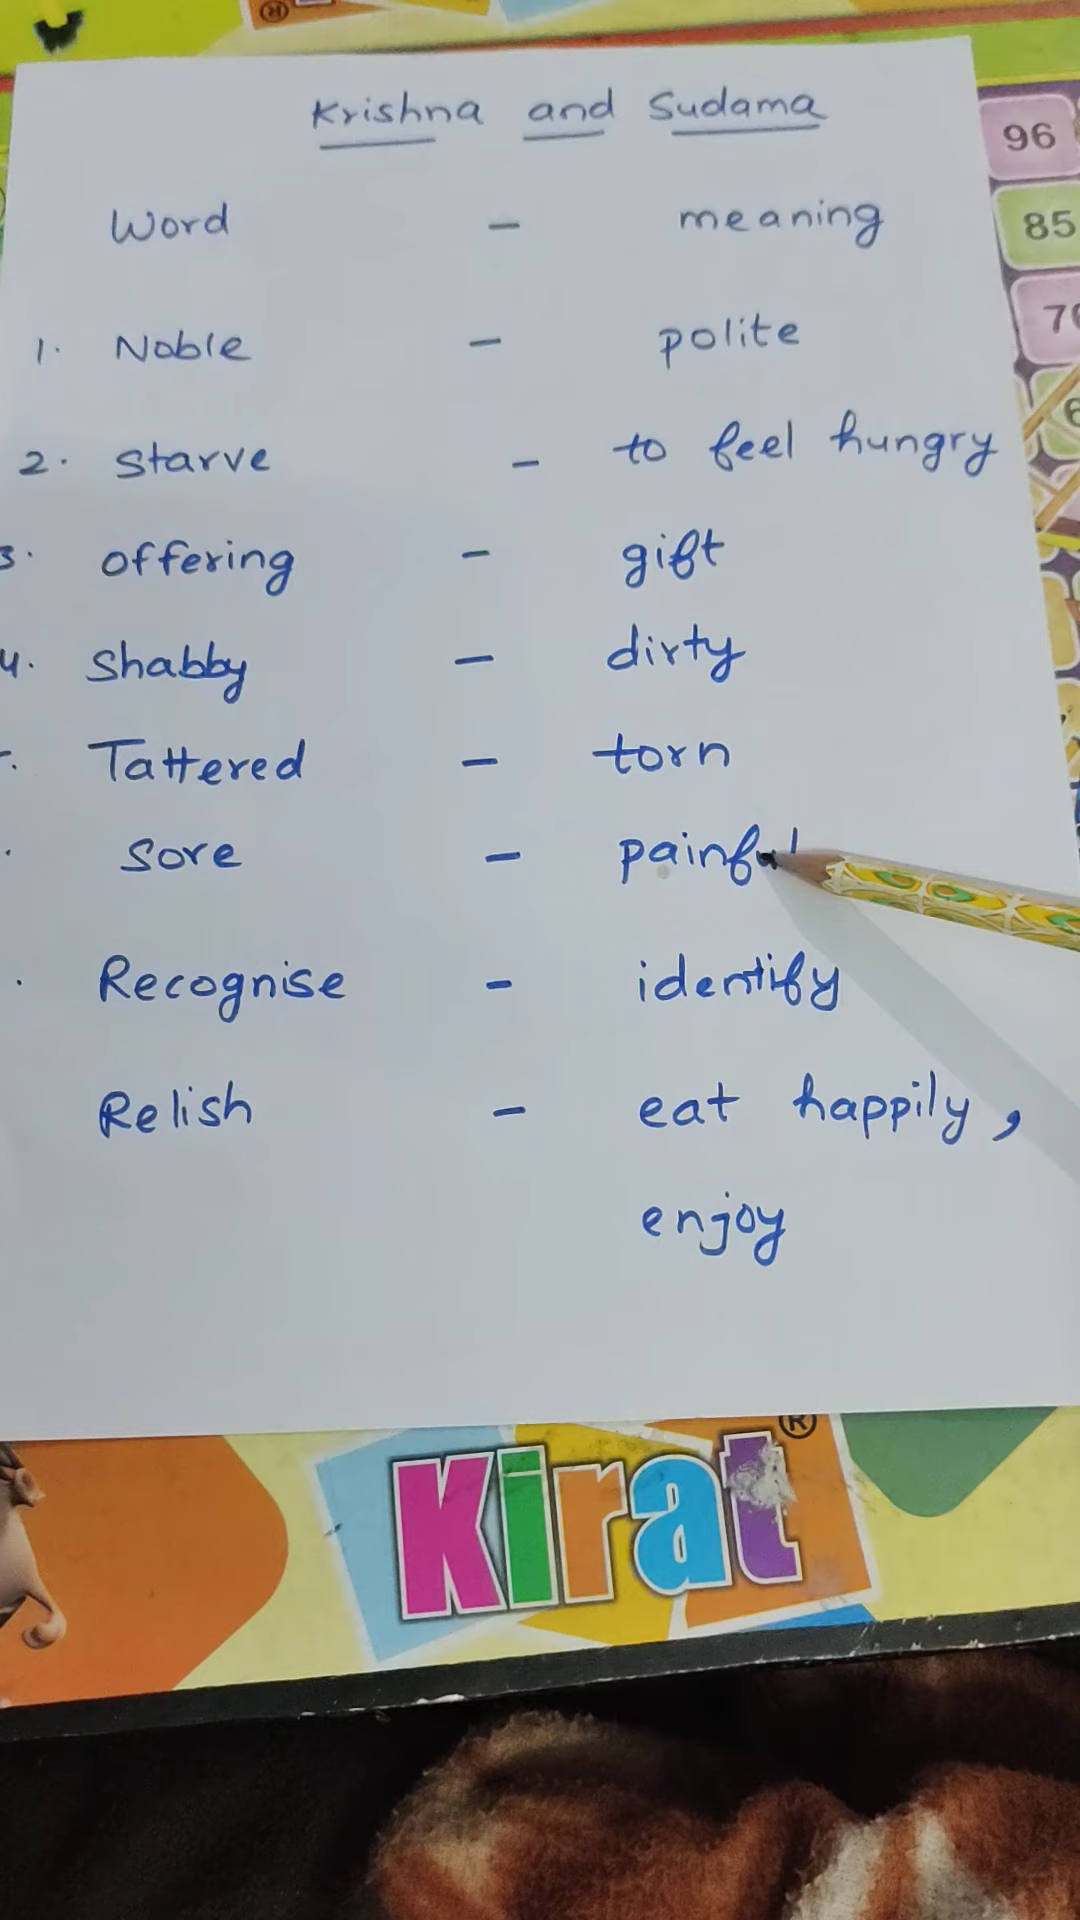 Krishna and Sudama
Word - meaning
1. Noble - polite
2. Starve - to feel hungry
3. offering - gift
4. Shabby - dirty
Tattered - torn
Sore - painful
Recognise - identify
Relish - eat happily,
enjoy
96
85
Kirat®